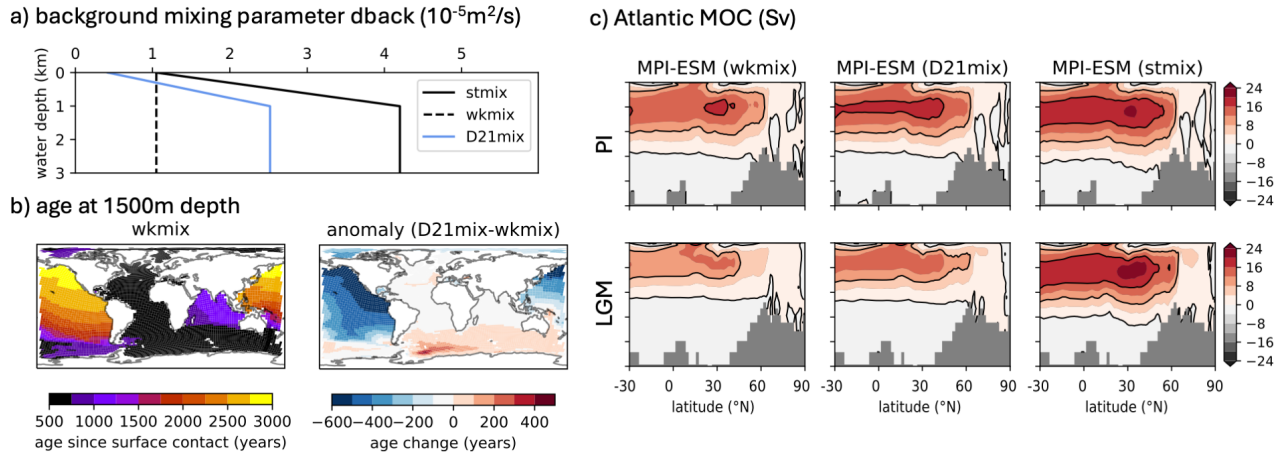 a) background mixing parameter dback (10⁻⁵m²/s)
0 1 2 3 4 5
water depth (km)
0
1
2
3
stmix
wkmix
D21mix
b) age at 1500m depth
wkmix
anomaly (D21mix-wkmix)
500 1000 1500 2000 2500 3000
age since surface contact (years)
−600 −400 −200 0 200 400
age change (years)
c) Atlantic MOC (Sv)
MPI-ESM (wkmix) MPI-ESM (D21mix) MPI-ESM (stmix)
PI
24
16
8
0
−8
−16
−24
LGM
24
16
8
0
−8
−16
−24
-30 0 30 60 90
-30 0 30 60 90
-30 0 30 60 90
latitude (°N) latitude (°N) latitude (°N)